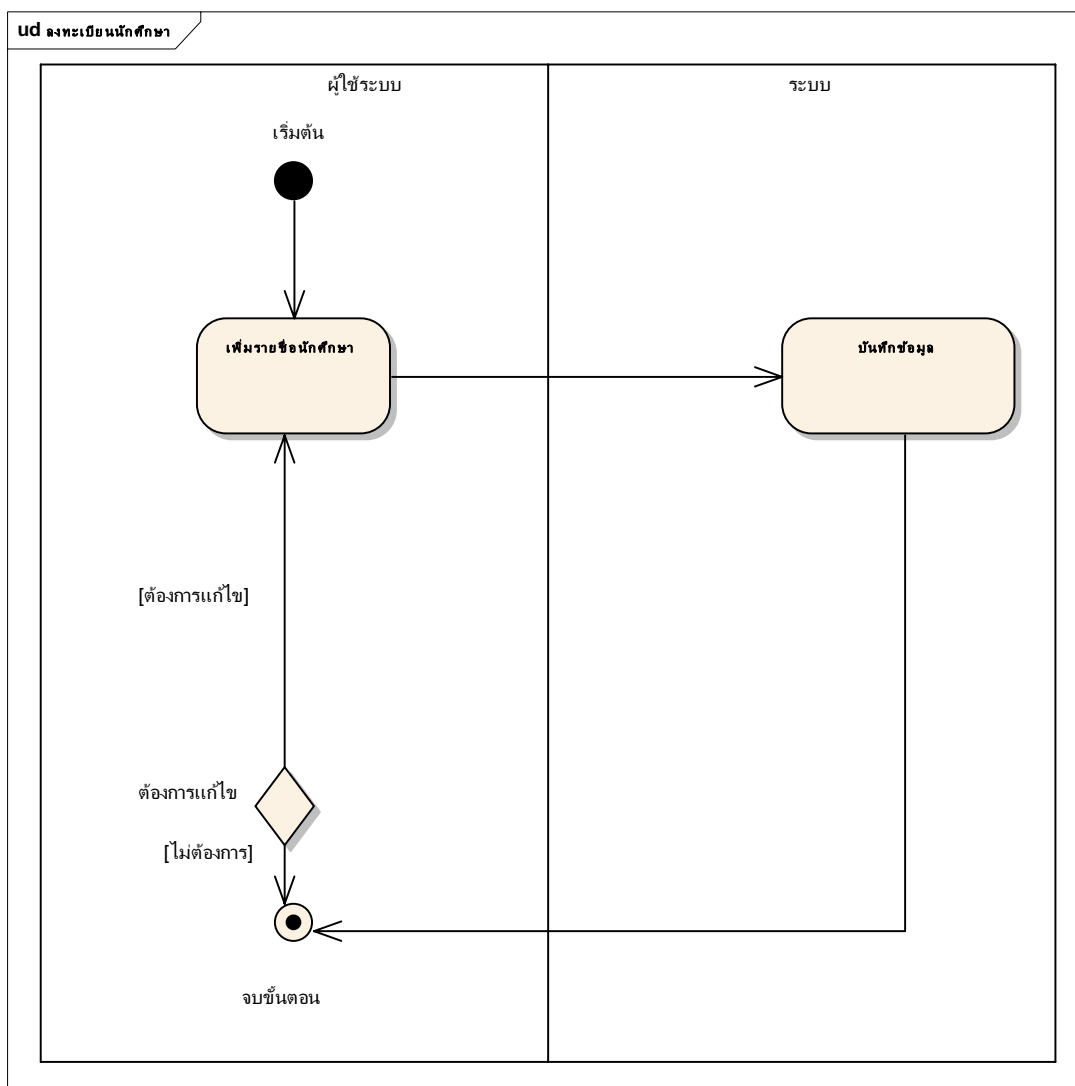 ud ลงทะเบียนนักศึกษา
ผู้ใช้ระบบ
ระบบ
เริ่มต้น
เพิ่มรายชื่อนักศึกษา
บันทึกข้อมูล
[ต้องการแก้ไข]
ต้องการแก้ไข
[ไม่ต้องการ]
จบขั้นตอน